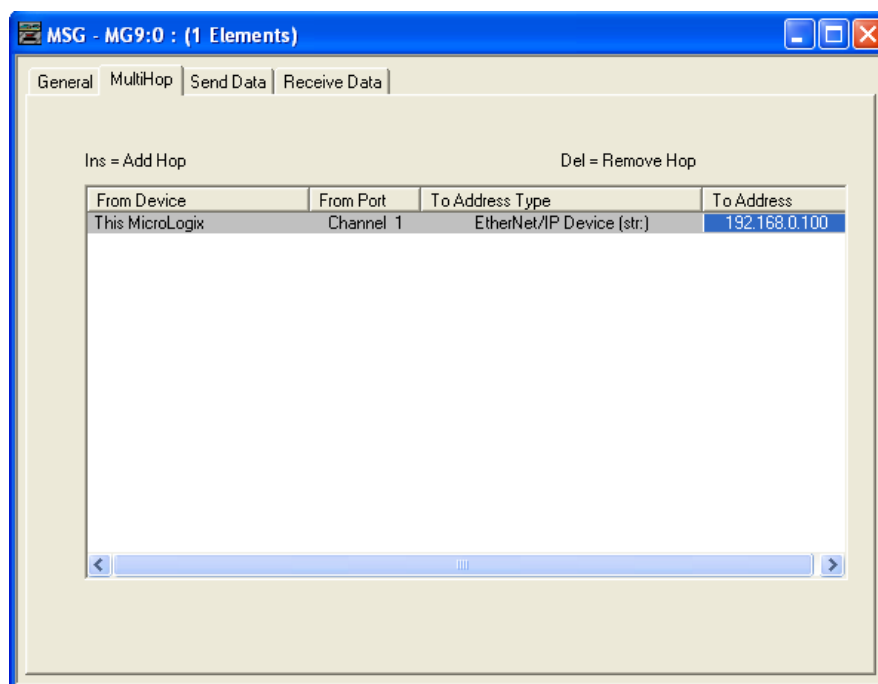 MSG - MG9:0 : (1 Elements)
General MultiHop Send Data Receive Data
Ins = Add Hop Del = Remove Hop
From Device From Port To Address Type To Address
This MicroLogix Channel 1 EtherNet/IP Device (str:) 192.168.0.100